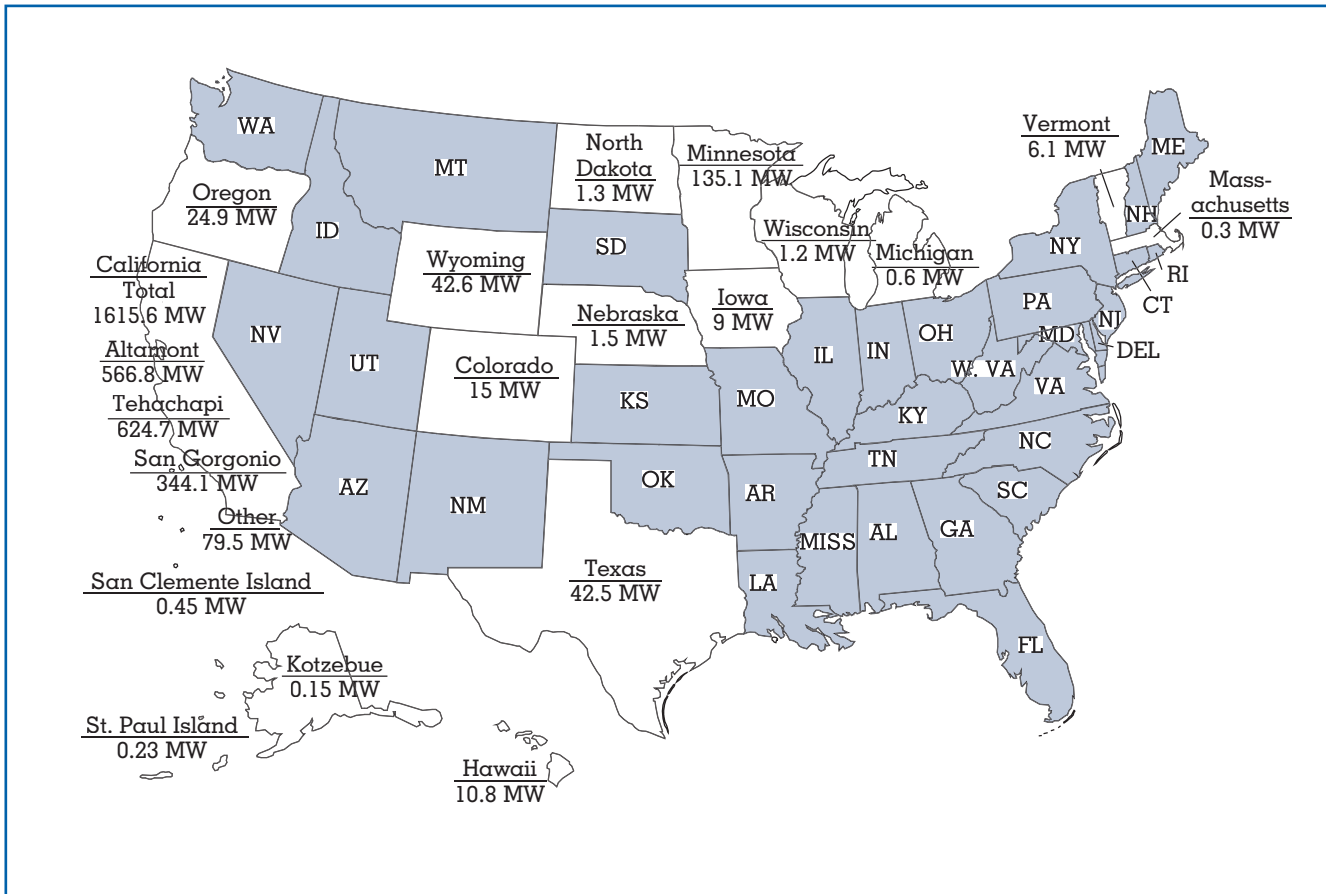 WA
Oregon
24.9 MW
ID
MT
North
Dakota
1.3 MW
Minnesota
135.1 MW
SD
Wyoming
42.6 MW
Wisconsin
1.2 MW
Michigan
0.6 MW
Vermont
6.1 MW
ME
Mass-
achusetts
0.3 MW
NH
NY
RI
CT
California
Total
1615.6 MW
Altamont
566.8 MW
Tehachapi
624.7 MW
San Gorgonio
344.1 MW
Other
79.5 MW
San Clemente Island
0.45 MW
NV
UT
Colorado
15 MW
Nebraska
1.5 MW
Iowa
9 MW
IL
IN
OH
PA
NJ
MD
DEL
W. VA
VA
KS
MO
KY
NC
TN
AZ
NM
OK
AR
SC
MISS
AL
GA
Texas
42.5 MW
LA
FL
Kotzebue
0.15 MW
St. Paul Island
0.23 MW
Hawaii
10.8 MW